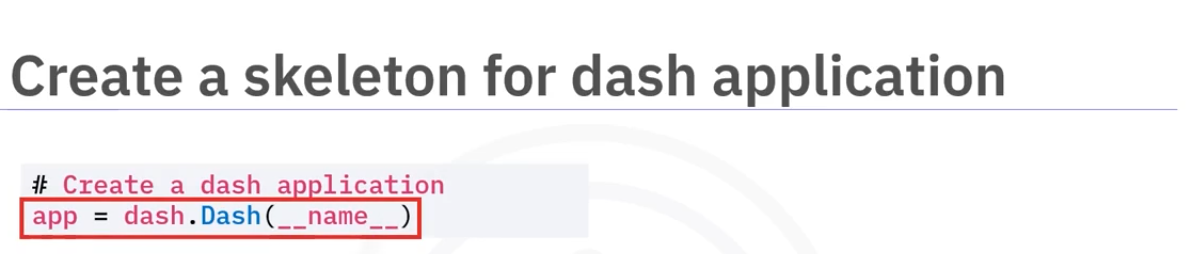 Create a skeleton for dash application
# Create a dash application
app = dash.Dash(__name__)